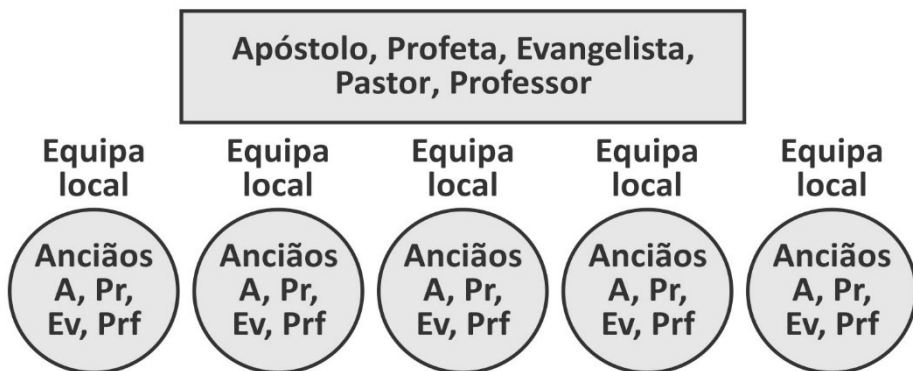 Apóstolo, Profeta, Evangelista,
Pastor, Professor
Equipa
local
Equipa
local
Equipa
local
Equipa
local
Equipa
local
Anciãos
A, Pr,
Ev, Prf
Anciãos
A, Pr,
Ev, Prf
Anciãos
A, Pr,
Ev, Prf
Anciãos
A, Pr,
Ev, Prf
Anciãos
A, Pr,
Ev, Prf